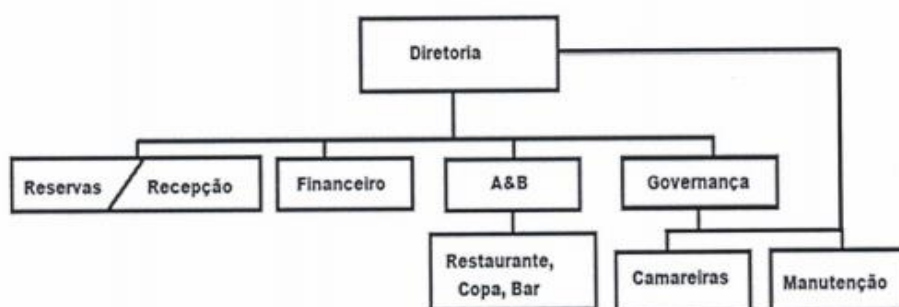 Diretoria
Reservas / Recepção
Financeiro
A&B
Governança
Restaurante,
Copa, Bar
Camareiras
Manutenção